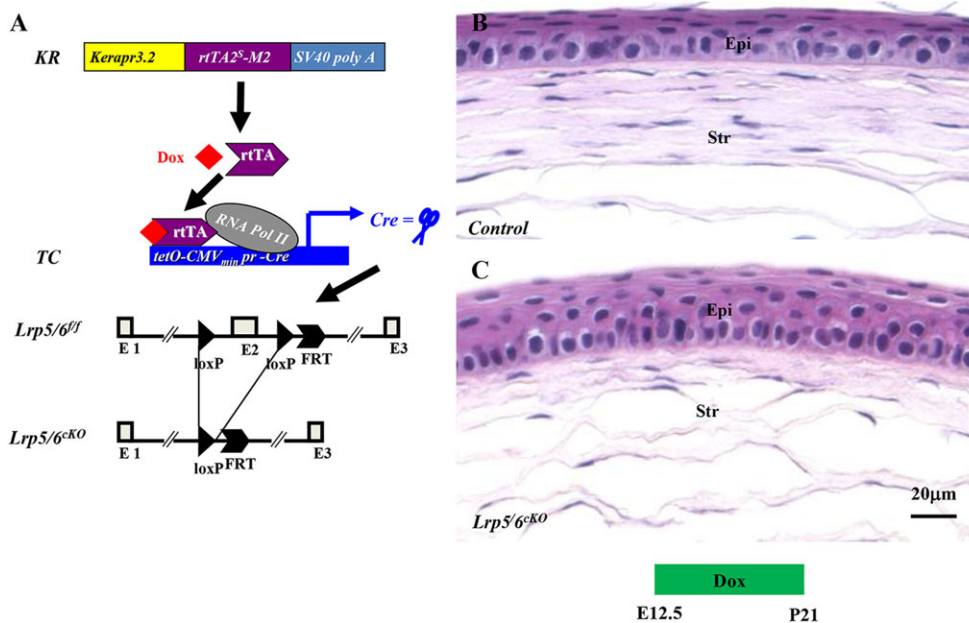 A
KR
Kerapr3.2 rtTA2ˢ-M2 SV40 poly A
Dox
rtTA
rtTA RNA Pol II
Cre =
TC
tetO-CMVmin pr -Cre
Lrp5/6f/f
E 1 loxP E2 loxP FRT E3
Lrp5/6cKO
E 1 loxP FRT E3
B
Epi
Str
Control
C
Epi
Str
20µm
Lrp5/6cKO
Dox
E12.5 P21